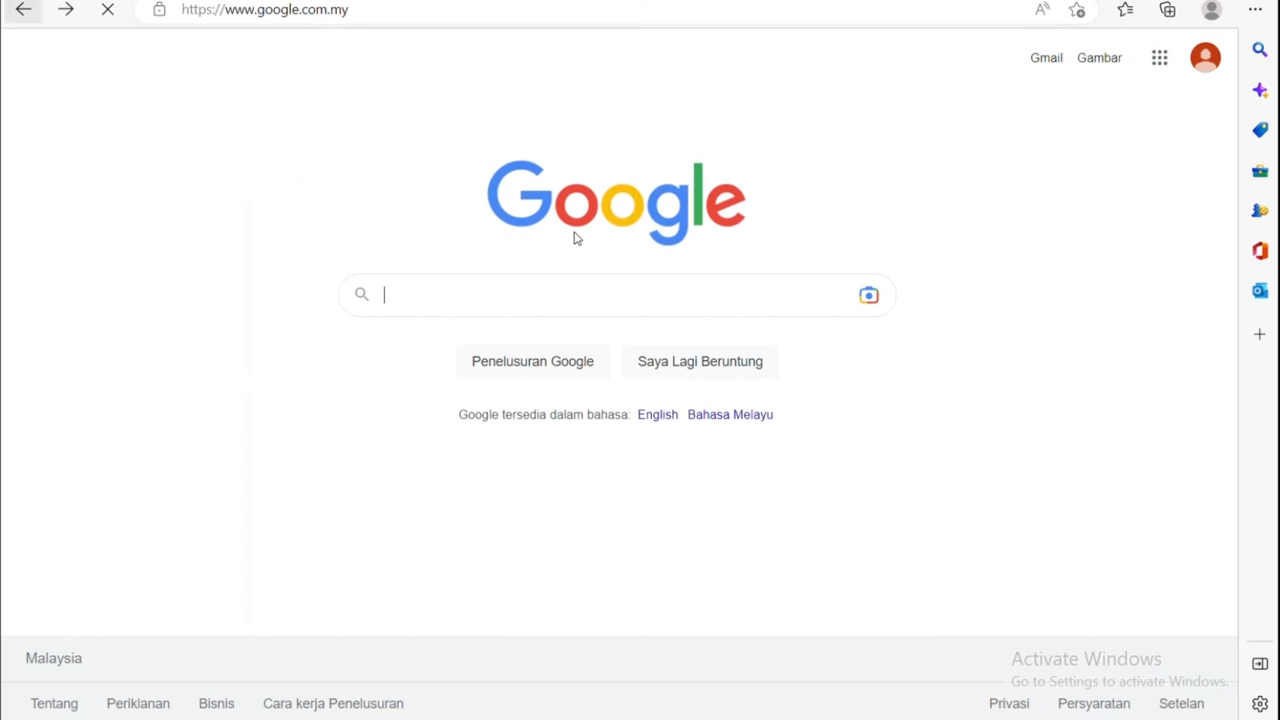 https://www.google.com.my
Gmail Gambar
Google
Penelusuran Google Saya Lagi Beruntung
Google tersedia dalam bahasa: English Bahasa Melayu
Malaysia
Activate Windows
Go to Settings to activate Windows.
Tentang Periklanan Bisnis Cara kerja Penelusuran Privasi Persyaratan Setelan